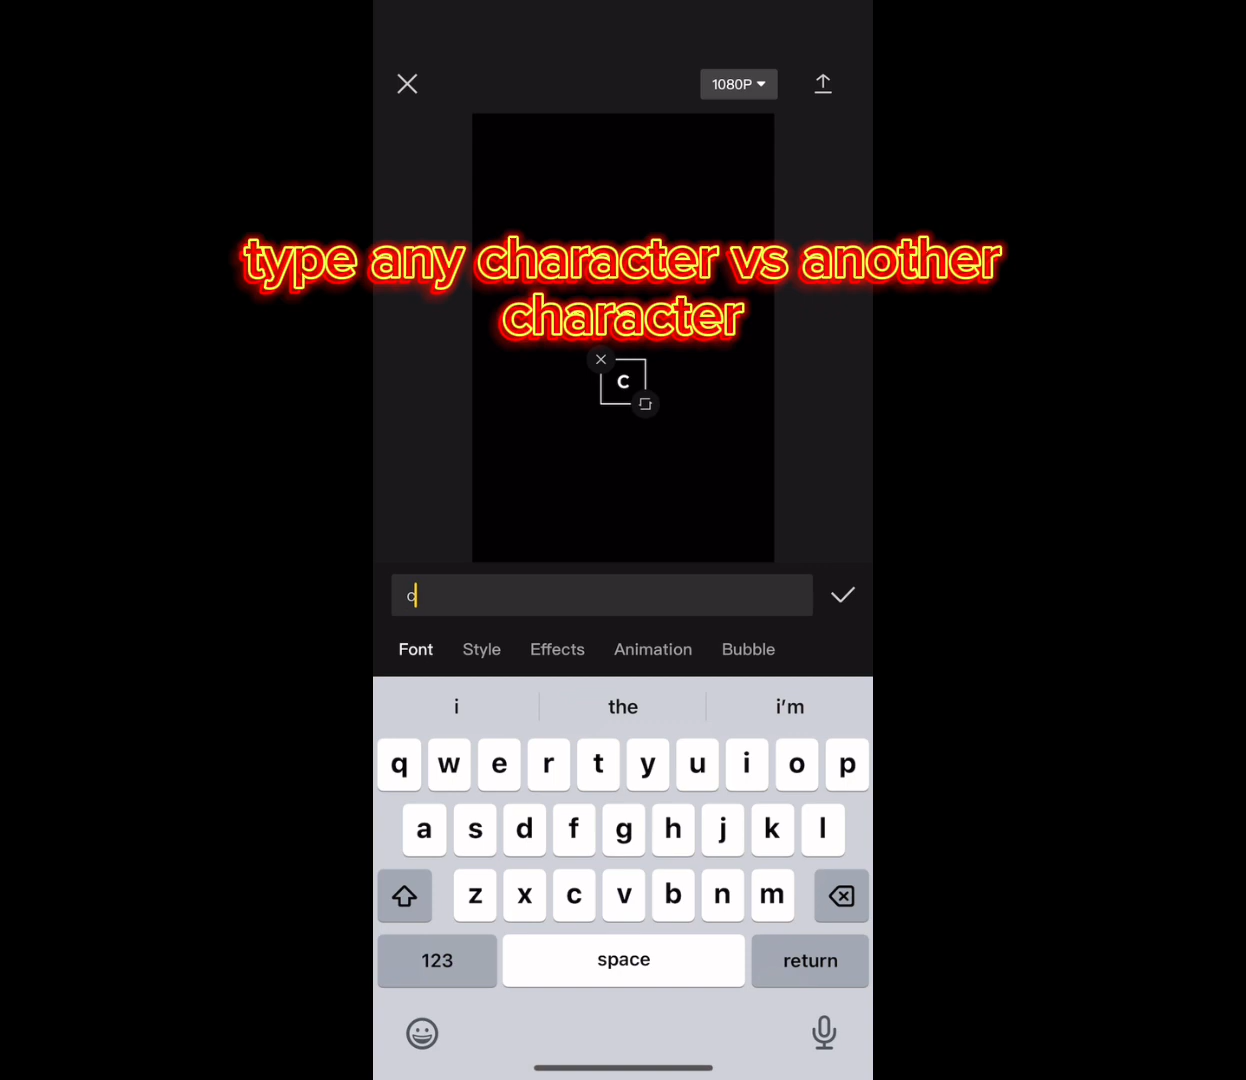 1080P
type any character vs another
character
C
c
Font Style Effects Animation Bubble
i the i'm
q w e r t y u i o p
a s d f g h j k l
z x c v b n m
123 space return